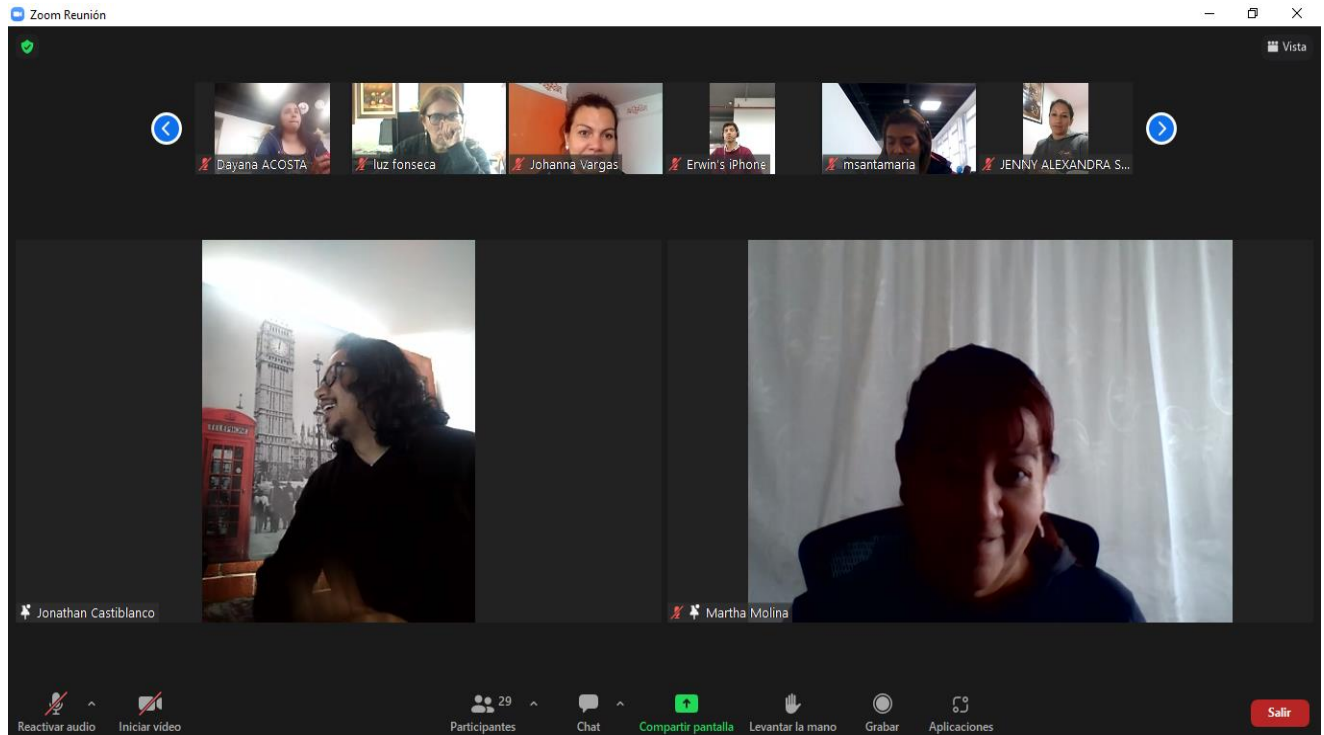 Zoom Reunión
Vista
Dayana ACOSTA
luz fonseca
Johanna Vargas
Erwin's iPhone
msantamaria
JENNY ALEXANDRA S...
TELEPHONE
Jonathan Castiblanco
Martha Molina
Reactivar audio
Iniciar vídeo
29
Participantes
Chat
Compartir pantalla
Levantar la mano
Grabar
Aplicaciones
Salir